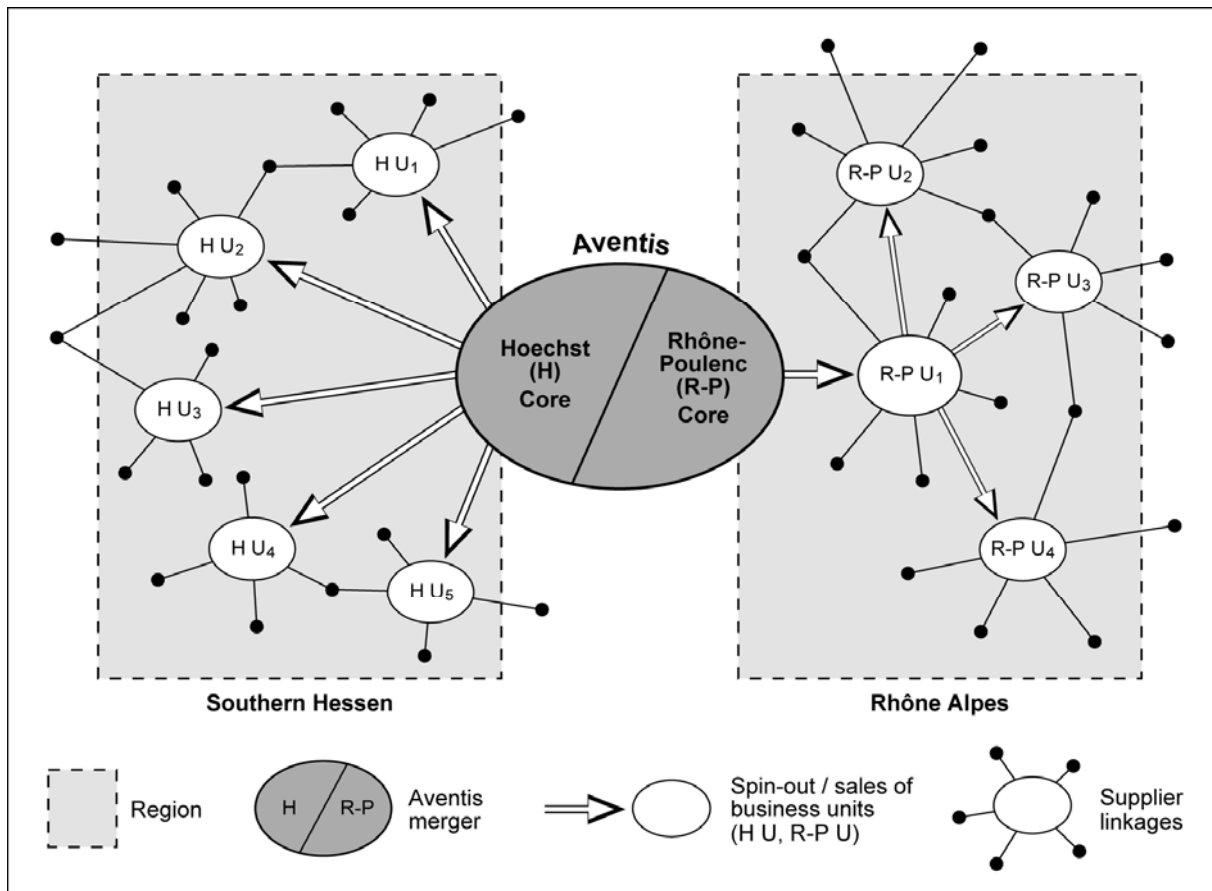 Aventis
Hoechst
(H)
Core
Rhône-
Poulenc
(R-P)
Core
H U₁
H U₂
H U₃
H U₄
H U₅
R-P U₂
R-P U₃
R-P U₁
R-P U₄
Southern Hessen
Rhône Alpes
Region
H
R-P
Aventis
merger
Spin-out / sales of
business units
(H U, R-P U)
Supplier
linkages